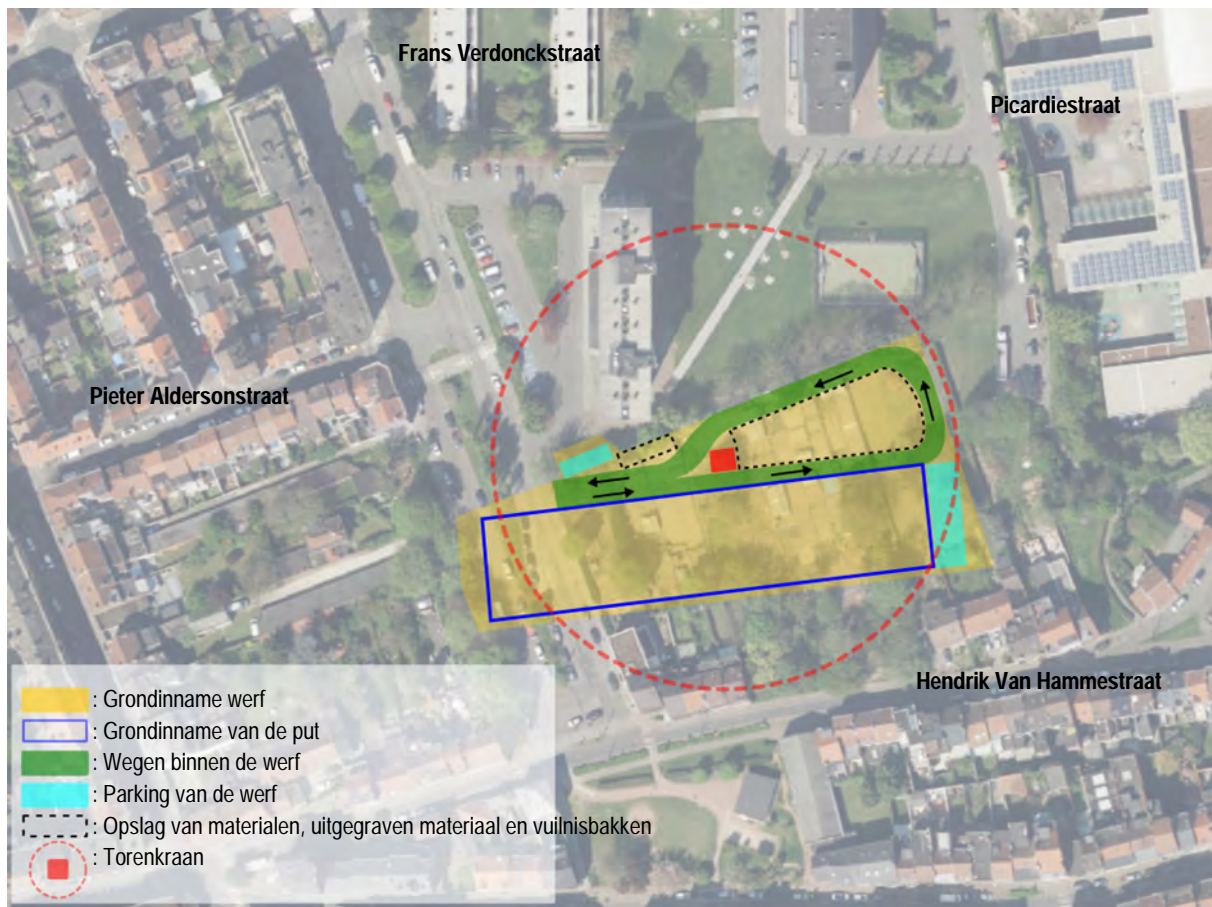 Frans Verdonckstraat
Picardiestraat
Pieter Aldersonstraat
Hendrik Van Hammestraat
: Grondinname werf
: Grondinname van de put
: Wegen binnen de werf
: Parking van de werf
: Opslag van materialen, uitgegraven materiaal en vuilnisbakken
: Torenkraan